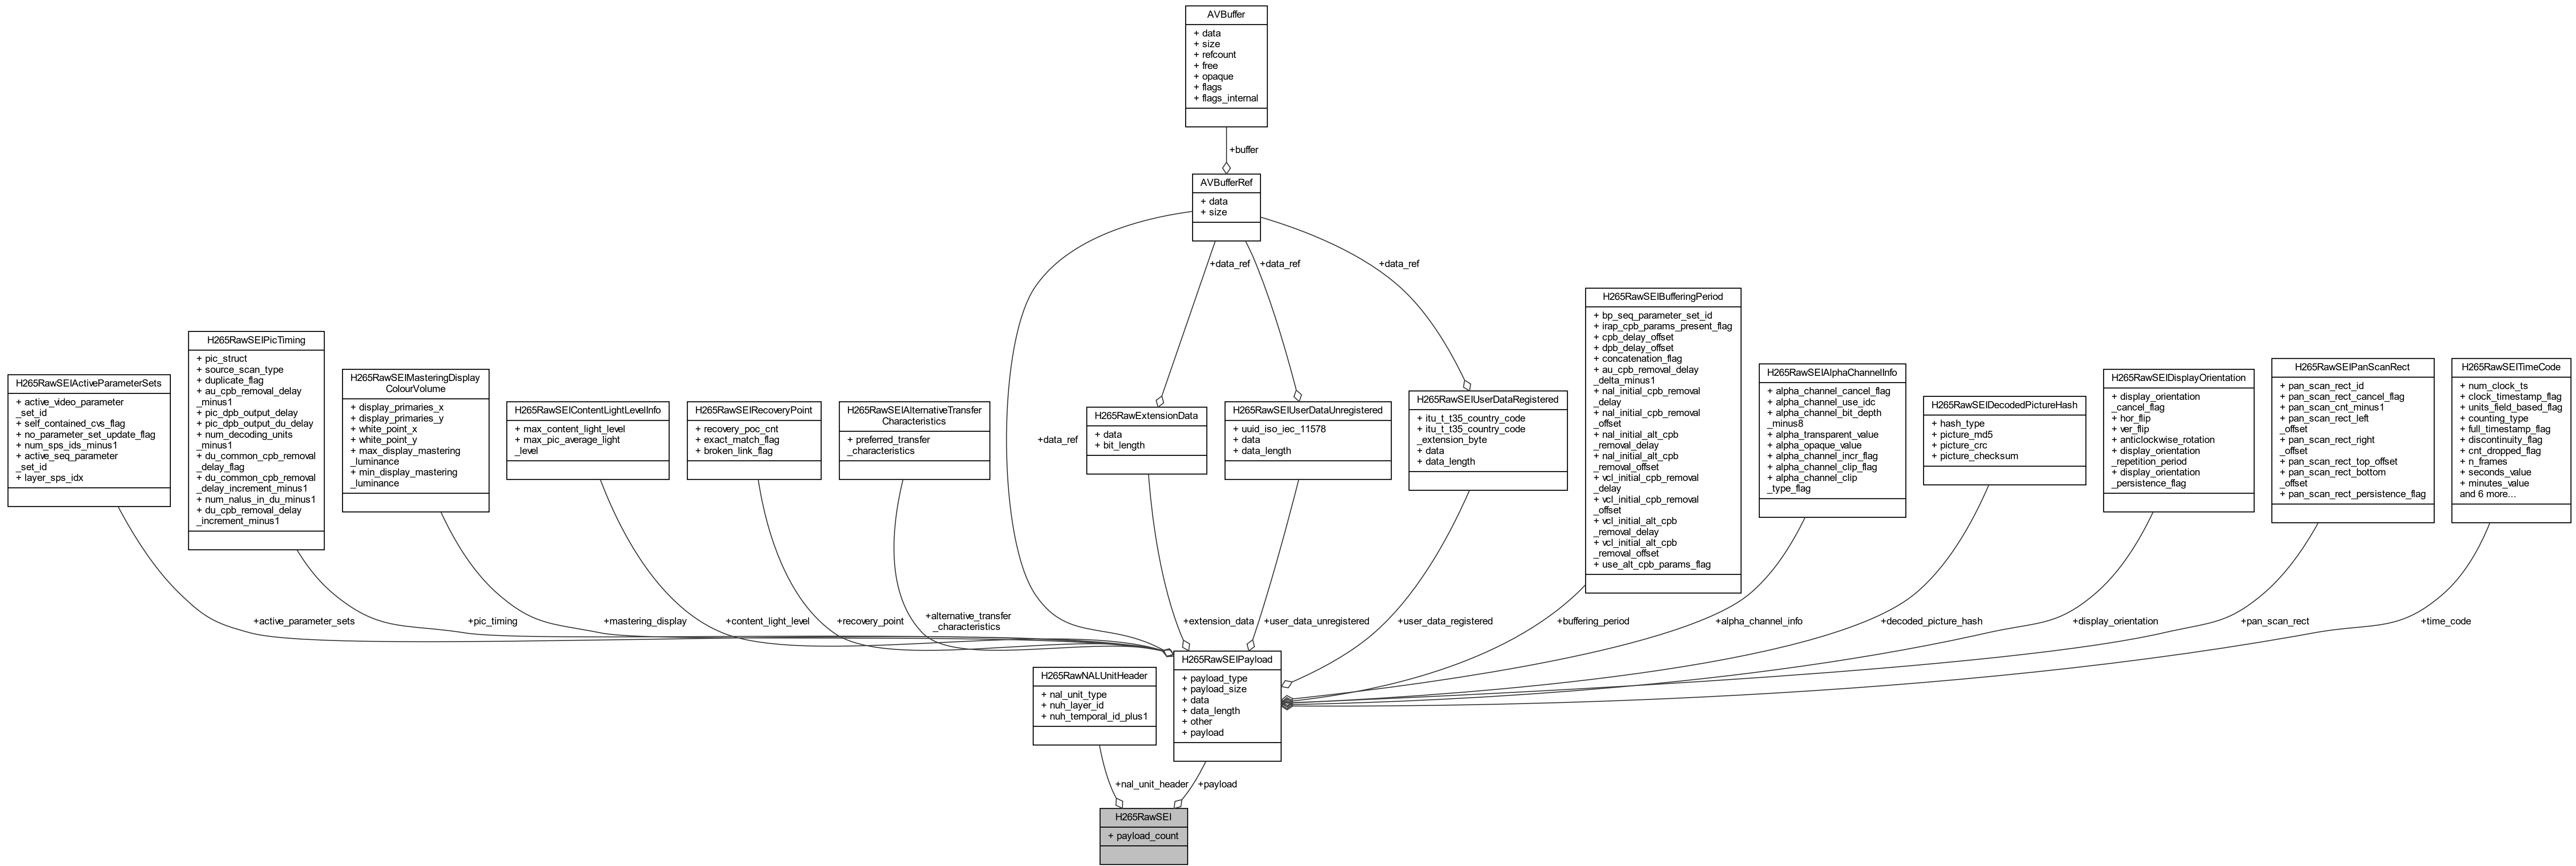 AVBuffer
+ data
+ size
+ refcount
+ free
+ opaque
+ flags
+ flags_internal
+buffer
AVBufferRef
+ data
+ size
+data_ref
+data_ref
+data_ref
+data_ref
H265RawSEIActiveParameterSets
+ active_video_parameter
_set_id
+ self_contained_cvs_flag
+ no_parameter_set_update_flag
+ num_sps_ids_minus1
+ active_seq_parameter
_set_id
+ layer_sps_idx
H265RawSEIPicTiming
+ pic_struct
+ source_scan_type
+ duplicate_flag
+ au_cpb_removal_delay
_minus1
+ pic_dpb_output_delay
+ pic_dpb_output_du_delay
+ num_decoding_units
_minus1
+ du_common_cpb_removal
_delay_flag
+ du_common_cpb_removal
_delay_increment_minus1
+ num_nalus_in_du_minus1
+ du_cpb_removal_delay
_increment_minus1
H265RawSEIMasteringDisplay
ColourVolume
+ display_primaries_x
+ display_primaries_y
+ white_point_x
+ white_point_y
+ max_display_mastering
_luminance
+ min_display_mastering
_luminance
H265RawSEIContentLightLevelInfo
+ max_content_light_level
+ max_pic_average_light
_level
H265RawSEIRecoveryPoint
+ recovery_poc_cnt
+ exact_match_flag
+ broken_link_flag
H265RawSEIAlternativeTransfer
Characteristics
+ preferred_transfer
_characteristics
H265RawExtensionData
+ data
+ bit_length
H265RawSEIUserDataUnregistered
+ uuid_iso_iec_11578
+ data
+ data_length
H265RawSEIUserDataRegistered
+ itu_t_t35_country_code
+ itu_t_t35_country_code
_extension_byte
+ data
+ data_length
H265RawSEIBufferingPeriod
+ bp_seq_parameter_set_id
+ irap_cpb_params_present_flag
+ cpb_delay_offset
+ dpb_delay_offset
+ concatenation_flag
+ au_cpb_removal_delay
_delta_minus1
+ nal_initial_cpb_removal
_delay
+ nal_initial_cpb_removal
_offset
+ nal_initial_alt_cpb
_removal_delay
+ nal_initial_alt_cpb
_removal_offset
+ vcl_initial_cpb_removal
_delay
+ vcl_initial_cpb_removal
_offset
+ vcl_initial_alt_cpb
_removal_delay
+ vcl_initial_alt_cpb
_removal_offset
+ use_alt_cpb_params_flag
H265RawSEIAlphaChannelInfo
+ alpha_channel_cancel_flag
+ alpha_channel_use_idc
+ alpha_channel_bit_depth
_minus8
+ alpha_transparent_value
+ alpha_opaque_value
+ alpha_channel_incr_flag
+ alpha_channel_clip_flag
+ alpha_channel_clip
_type_flag
H265RawSEIDecodedPictureHash
+ hash_type
+ picture_md5
+ picture_crc
+ picture_checksum
H265RawSEIDisplayOrientation
+ display_orientation
_cancel_flag
+ hor_flip
+ ver_flip
+ anticlockwise_rotation
+ display_orientation
_repetition_period
+ display_orientation
_persistence_flag
H265RawSEIPanScanRect
+ pan_scan_rect_id
+ pan_scan_rect_cancel_flag
+ pan_scan_cnt_minus1
+ pan_scan_rect_left
_offset
+ pan_scan_rect_right
_offset
+ pan_scan_rect_top_offset
+ pan_scan_rect_bottom
_offset
+ pan_scan_rect_persistence_flag
H265RawSEITimeCode
+ num_clock_ts
+ clock_timestamp_flag
+ units_field_based_flag
+ counting_type
+ full_timestamp_flag
+ discontinuity_flag
+ cnt_dropped_flag
+ n_frames
+ seconds_value
+ minutes_value
and 6 more...
+active_parameter_sets
+pic_timing
+mastering_display
+content_light_level
+recovery_point
+alternative_transfer
_characteristics
+extension_data
+user_data_unregistered
+user_data_registered
+buffering_period
+alpha_channel_info
+decoded_picture_hash
+display_orientation
+pan_scan_rect
+time_code
H265RawNALUnitHeader
+ nal_unit_type
+ nuh_layer_id
+ nuh_temporal_id_plus1
H265RawSEIPayload
+ payload_type
+ payload_size
+ data
+ data_length
+ other
+ payload
+nal_unit_header
+payload
H265RawSEI
+ payload_count